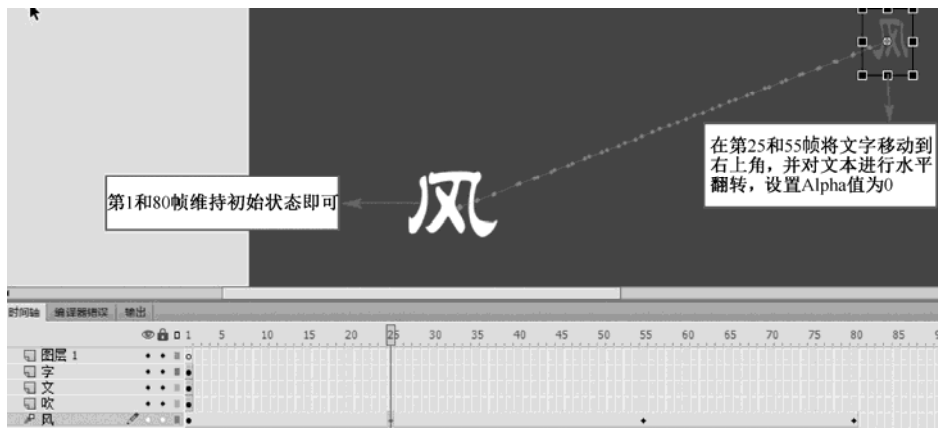 风
在第25和55帧将文字移动到
右上角，并对文本进行水平
翻转，设置Alpha值为0
第1和80帧维持初始状态即可
风
时间轴 编译器错误 输出
1 5 10 15 20 25 30 35 40 45 50 55 60 65 70 75 80 85
图层 1
字
文
吹
风